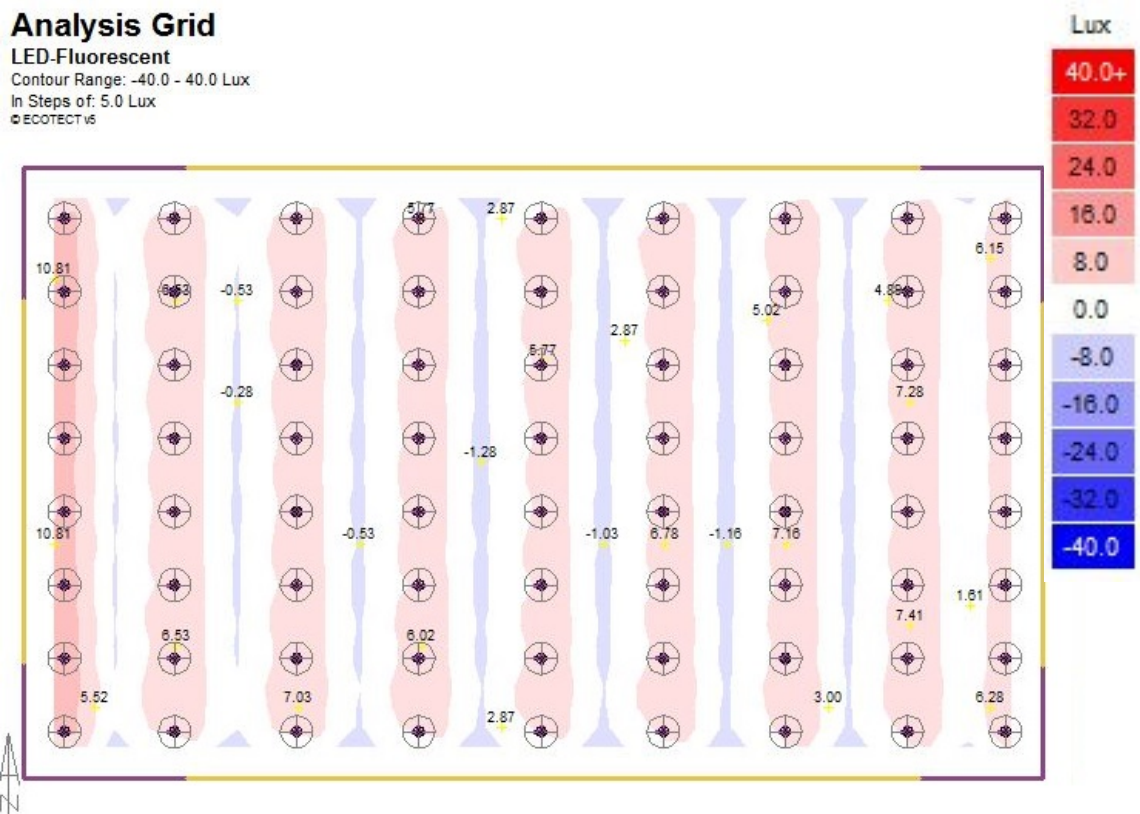 Analysis Grid
LED-Fluorescent
Contour Range: -40.0 - 40.0 Lux
In Steps of: 5.0 Lux
© ECOTECT v5
Lux
40.0+
32.0
24.0
16.0
8.0
0.0
-8.0
-16.0
-24.0
-32.0
-40.0
5.77 2.87
6.15
10.81 6.53 -0.53 4.89
5.02
2.87
5.77
-0.28 7.28
-1.28
10.81 -0.53 -1.03 6.78 -1.16 7.16
1.61
7.41
6.53 6.02
5.52 7.03 3.00 6.28
2.87
N